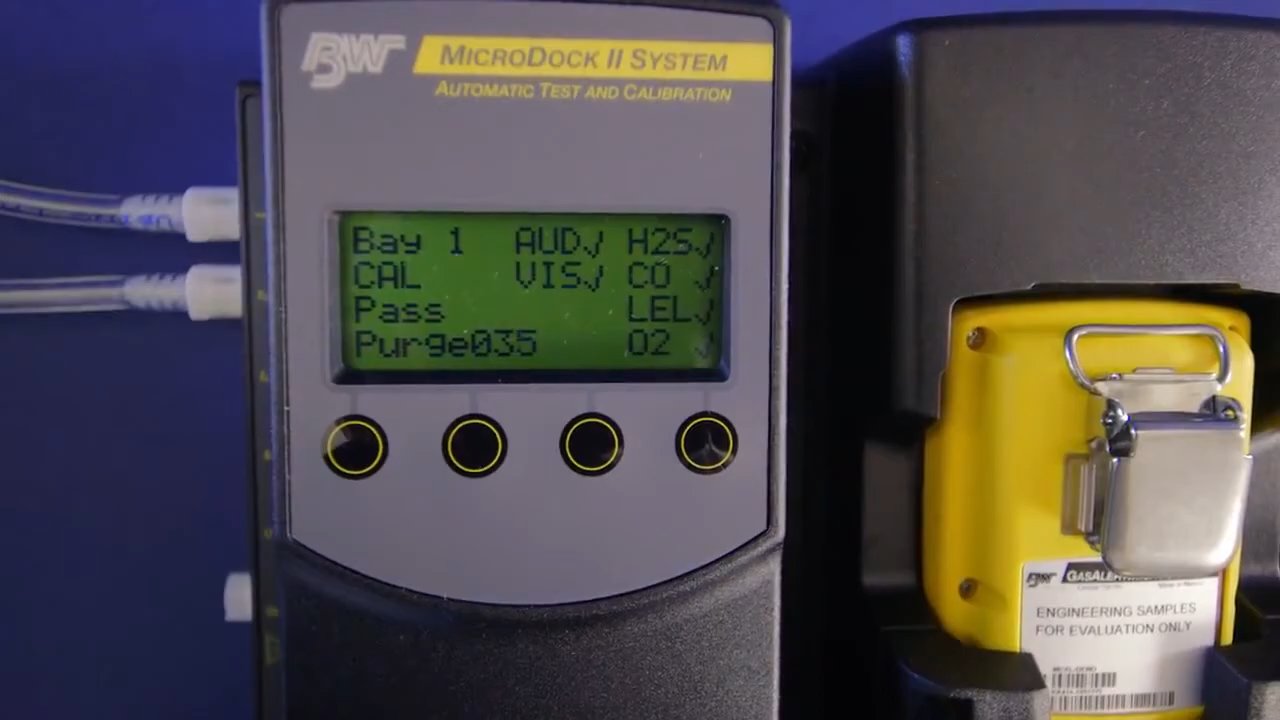 BW
MICRODOCK II SYSTEM
AUTOMATIC TEST AND CALIBRATION
Bay 1 AUD✓ H2S✓
CAL VIS✓ CO ✓
Pass LEL✓
Purge035 O2 ✓
BW
ENGINEERING SAMPLES
FOR EVALUATION ONLY